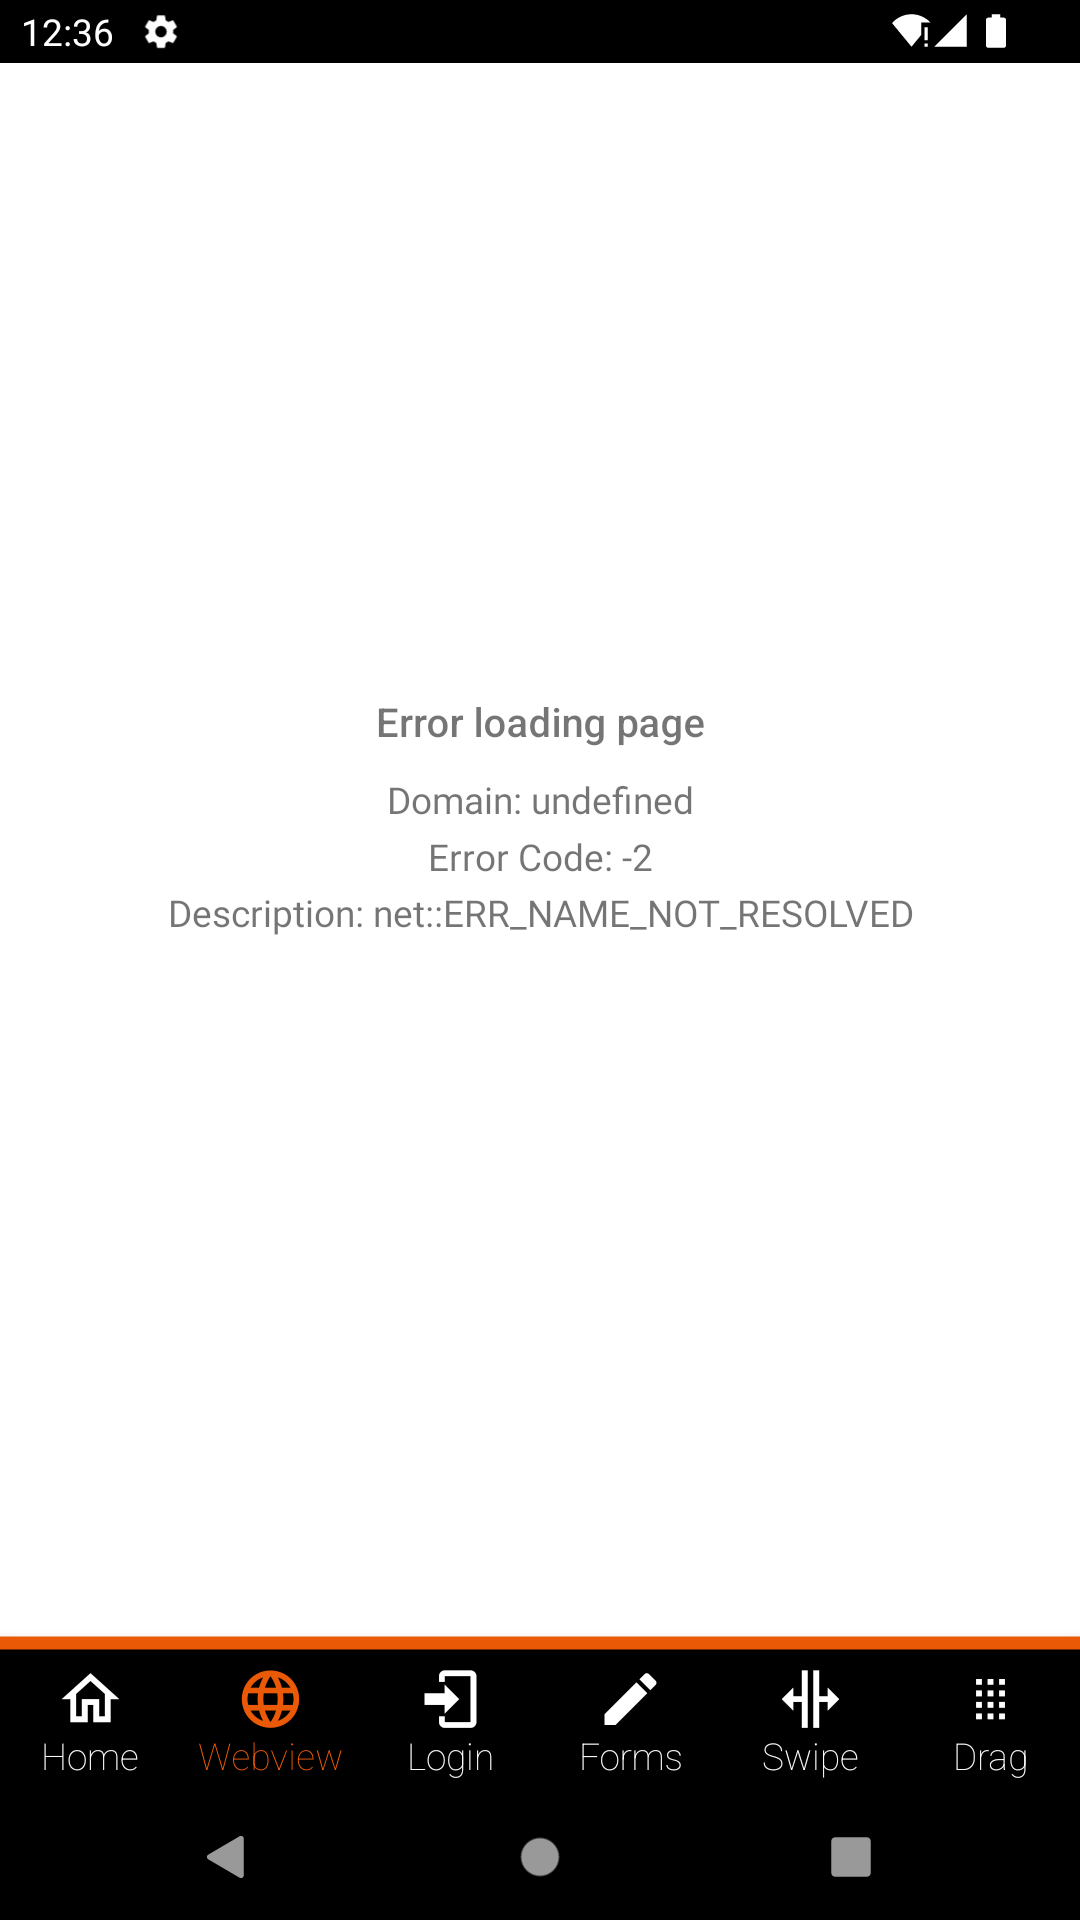 12:36
Error loading page
Domain: undefined
Error Code: -2
Description: net::ERR_NAME_NOT_RESOLVED
Home Webview Login Forms Swipe Drag